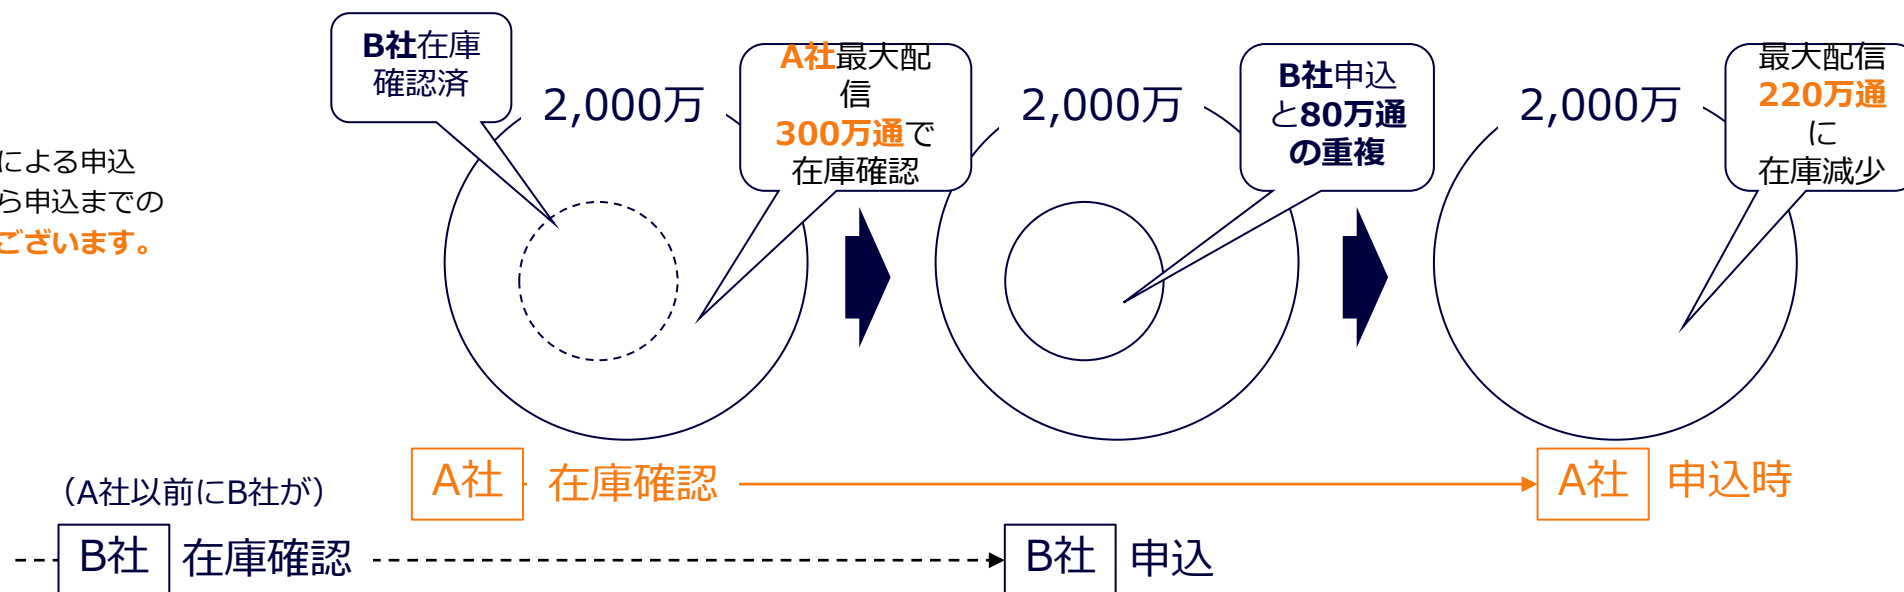 B社在庫
確認済
2,000万
A社最大配
信
300万通で
在庫確認
2,000万
B社申込
と80万通
の重複
2,000万
最大配信
220万通
に
在庫減少
による申込
ら申込までの
ございます。
A社 在庫確認
A社 申込時
（A社以前にB社が）
B社 在庫確認
B社 申込